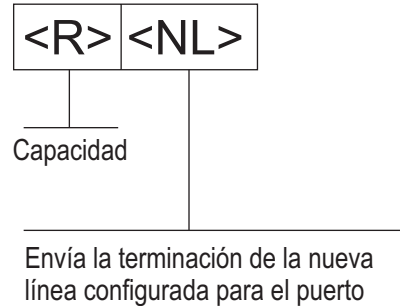 <R> <NL>
Capacidad
Envía la terminación de la nueva
línea configurada para el puerto